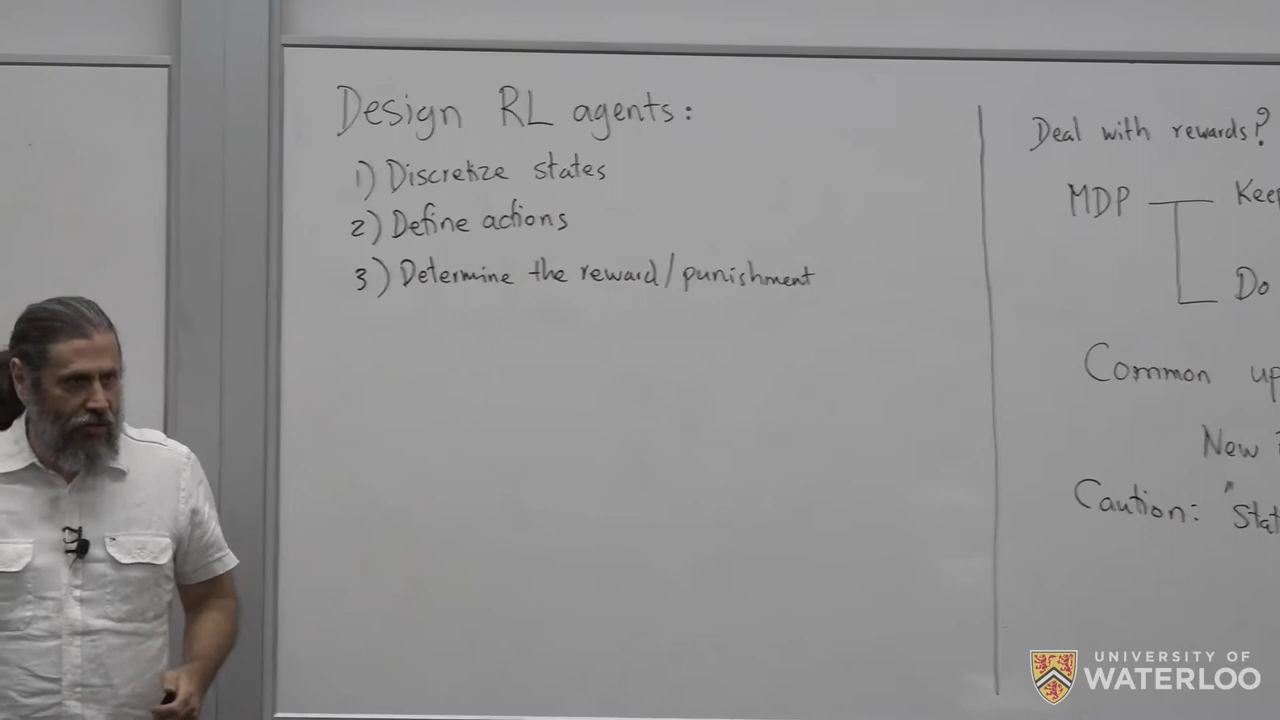 Design RL agents:
1) Discretize states
2) Define actions
3) Determine the reward/punishment
Deal with rewards?
MDP
Do
Common
New
Caution:
UNIVERSITY OF
WATERLOO